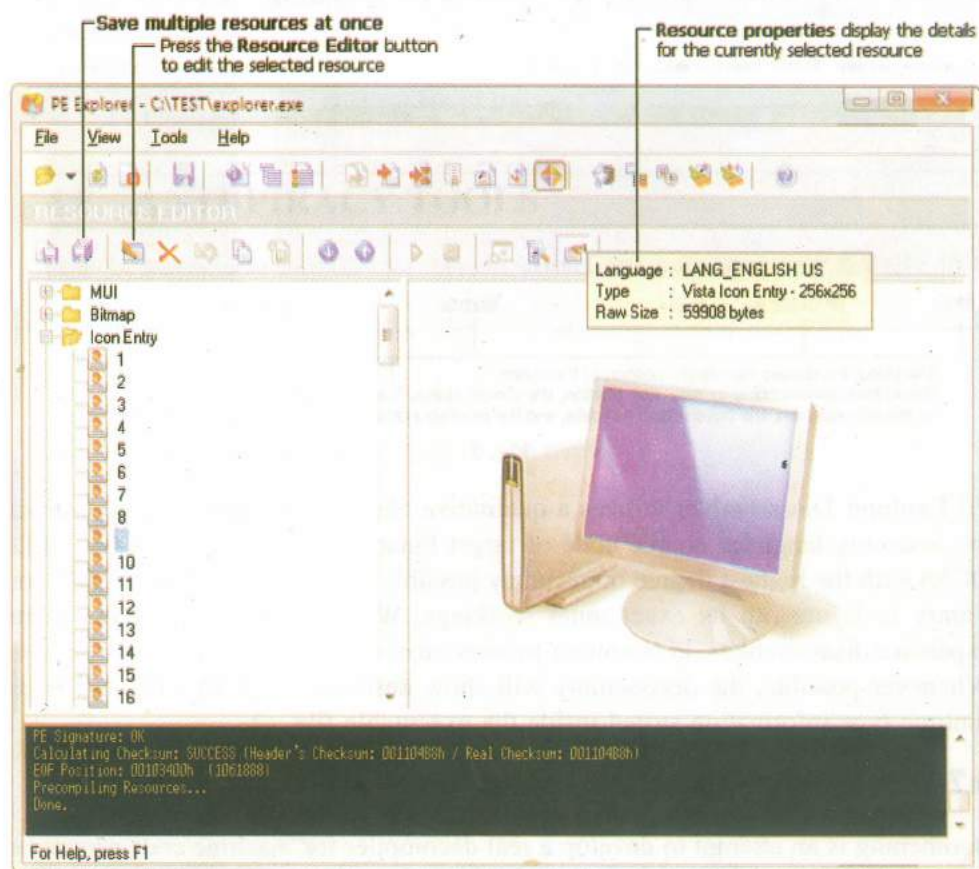 Save multiple resources at once
Press the Resource Editor button
to edit the selected resource
Resource properties display the details
for the currently selected resource
PE Explorer - C:\TEST\explorer.exe
File View Tools Help
RESOURCE EDITOR
Language : LANG_ENGLISH US
Type : Vista Icon Entry - 256x256
Raw Size : 59908 bytes
MUI
Bitmap
Icon Entry
1
2
3
4
5
6
7
8
9
10
11
12
13
14
15
16
PE Signature: OK
Calculating Checksum: SUCCESS (Header's Checksum: 00110488h / Real Checksum: 00110488h)
EOF Position: 00103400h (1061888)
Precompiling Resources...
Done.
For Help, press F1